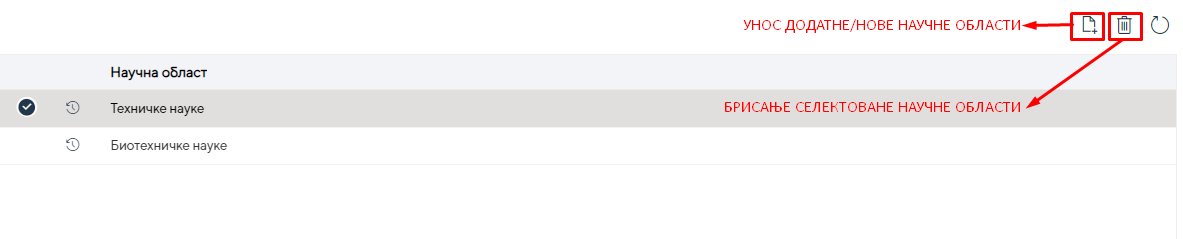 УНОС ДОДАТНЕ/НОВЕ НАУЧНЕ ОБЛАСТИ
Научна област
Техничке науке
БРИСАЊЕ СЕЛЕКТОВАНЕ НАУЧНЕ ОБЛАСТИ
Биотехничке науке